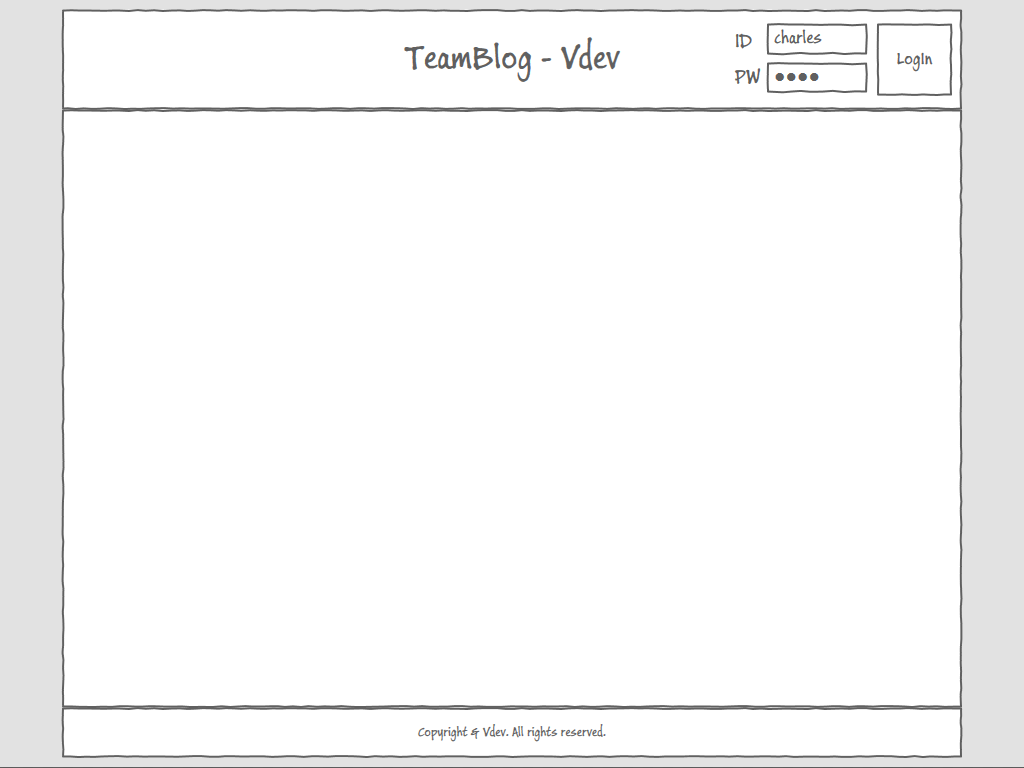 TeamBlog - Vdev
ID charles
PW ●●●●
LogIn
Copyright & Vdev. All rights reserved.